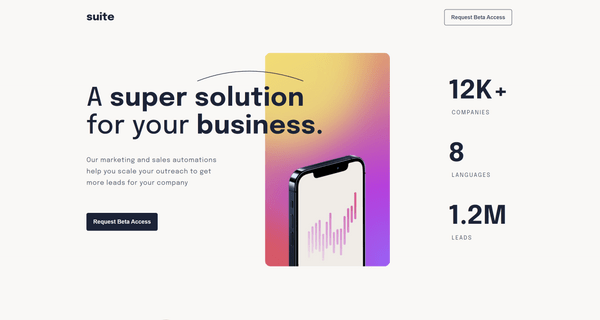 suite
Request Beta Access
A super solution
for your business.
Our marketing and sales automations
help you scale your outreach to get
more leads for your company
Request Beta Access
12K+
COMPANIES
8
LANGUAGES
1.2M
LEADS